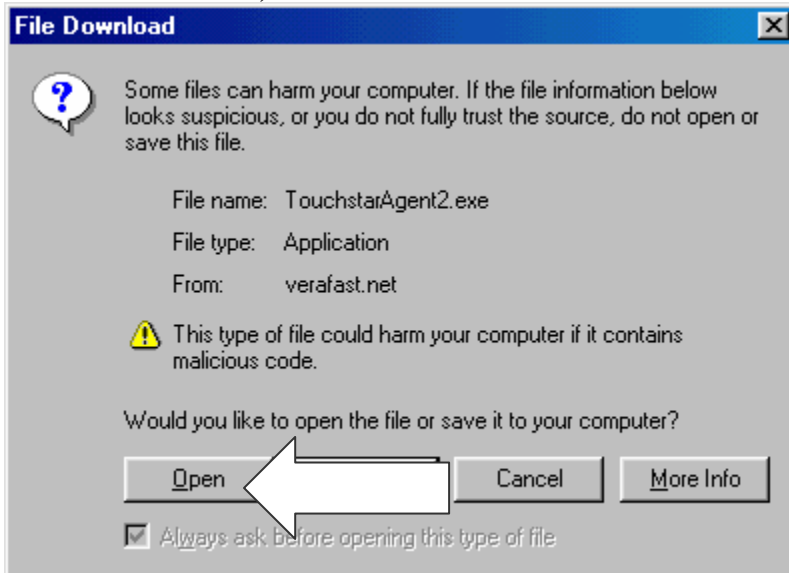 File Download
Some files can harm your computer. If the file information below
looks suspicious, or you do not fully trust the source, do not open or
save this file.
File name: TouchstarAgent2.exe
File type: Application
From: verafast.net
This type of file could harm your computer if it contains
malicious code.
Would you like to open the file or save it to your computer?
Open Cancel More Info
Always ask before opening this type of file